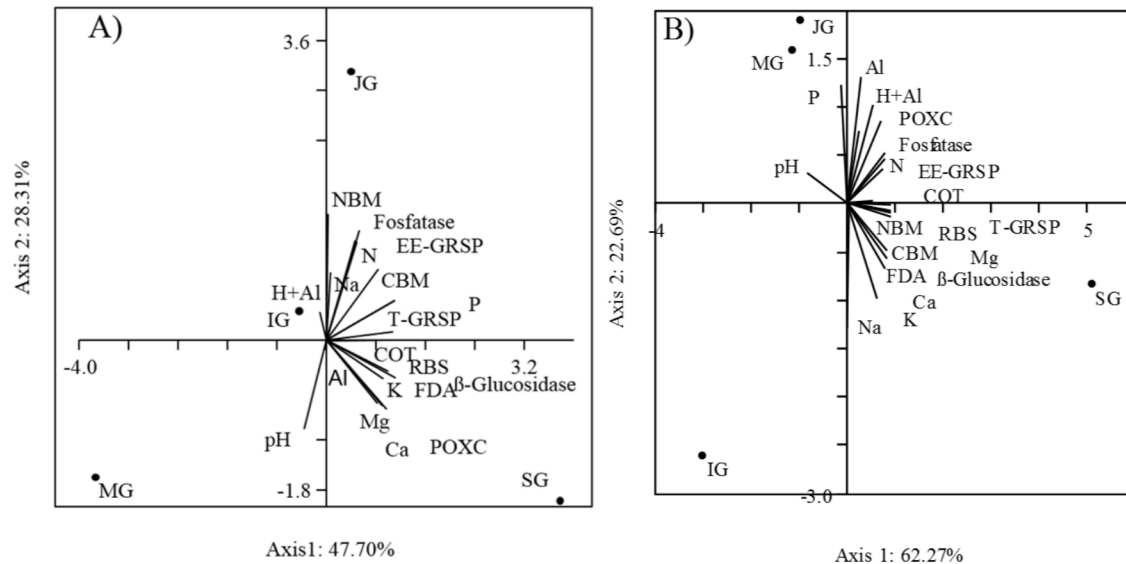 A)
3.6
JG
NBM
Fosfatase
EE-GRSP
N
Na
CBM
H+Al
P
IG
T-GRSP
-4.0
3.2
COT
RBS
Al
K FDA ß-Glucosidase
Mg
pH
Ca POXC
MG
SG
-1.8
Axis 2: 28.31%
Axis1: 47.70%
B)
JG
MG
1.5
Al
P
H+Al
POXC
Fosfatase
pH
N
EE-GRSP
COT
-4
5
NBM
RBS
T-GRSP
CBM
Mg
FDA ß-Glucosidase
SG
Ca
Na
K
IG
-3.0
Axis 2: 22.69%
Axis 1: 62.27%